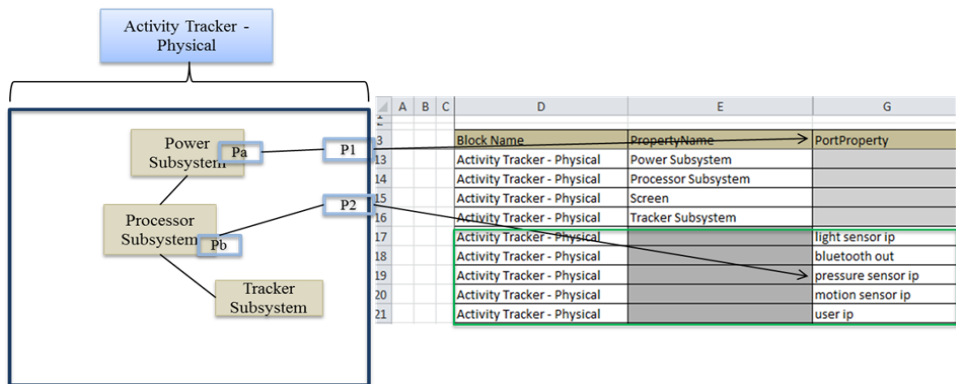 Activity Tracker -
Physical
Power
Subsystem
Pa
P1
P2
Processor
Subsystem
Pb
Tracker
Subsystem
A B C D E G
3 Block Name PropertyName PortProperty
13 Activity Tracker - Physical Power Subsystem
14 Activity Tracker - Physical Processor Subsystem
15 Activity Tracker - Physical Screen
16 Activity Tracker - Physical Tracker Subsystem
17 Activity Tracker - Physical light sensor ip
18 Activity Tracker - Physical bluetooth out
19 Activity Tracker - Physical pressure sensor ip
20 Activity Tracker - Physical motion sensor ip
21 Activity Tracker - Physical user ip